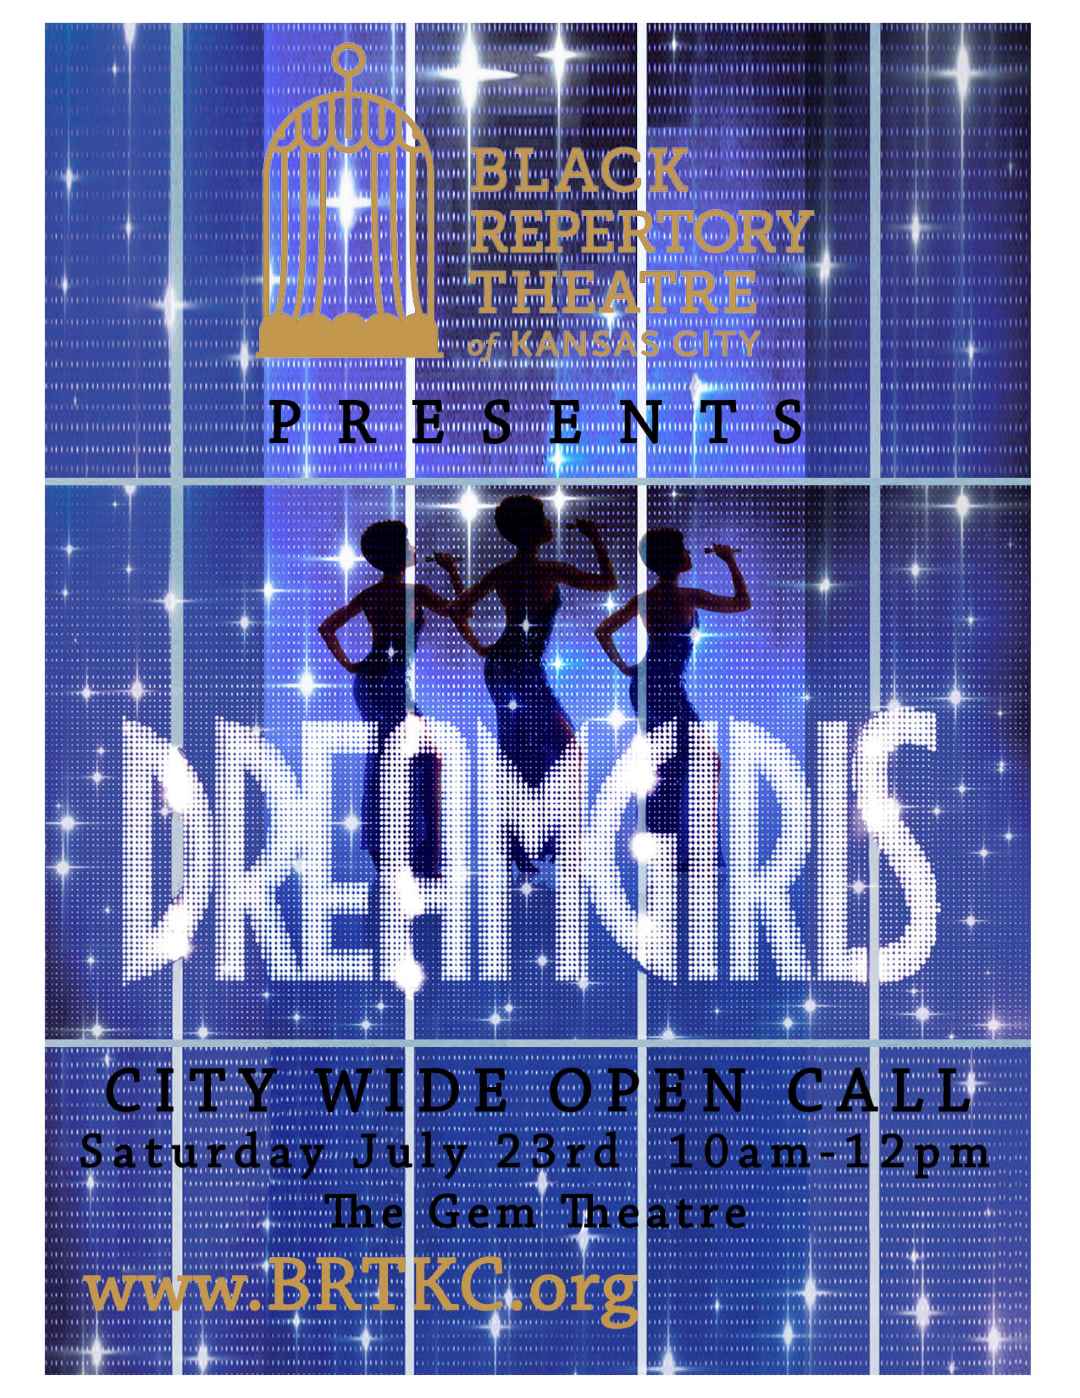 BLACK
REPERTORY
THEATRE
of KANSAS CITY
PRESENTS
DREAMGIRLS
CITY WIDE OPEN CALL
Saturday July 23rd 10am-12pm
The Gem Theatre
www.BRTKC.org